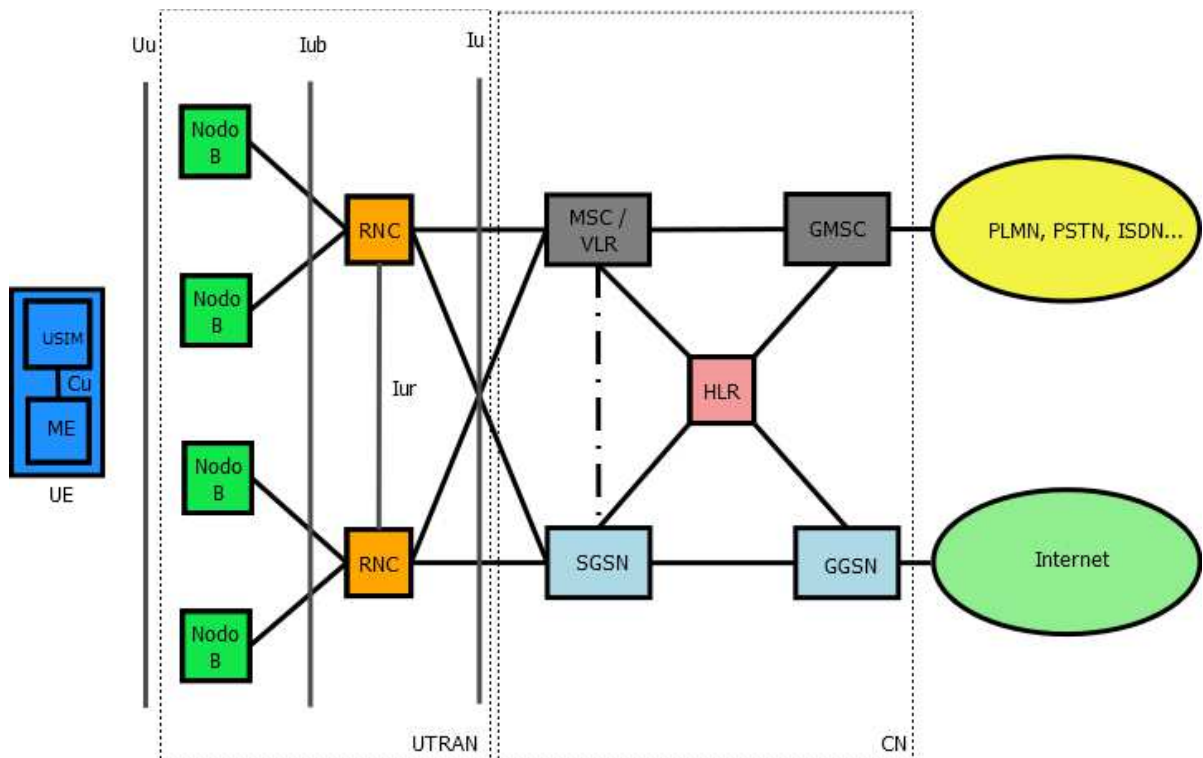 Uu
Iub
Iu
Nodo
B
RNC
MSC /
VLR
GMSC
PLMN, PSTN, ISDN...
Nodo
B
USIM
Cu
ME
UE
Iur
HLR
Nodo
B
RNC
SGSN
GGSN
Internet
Nodo
B
UTRAN
CN